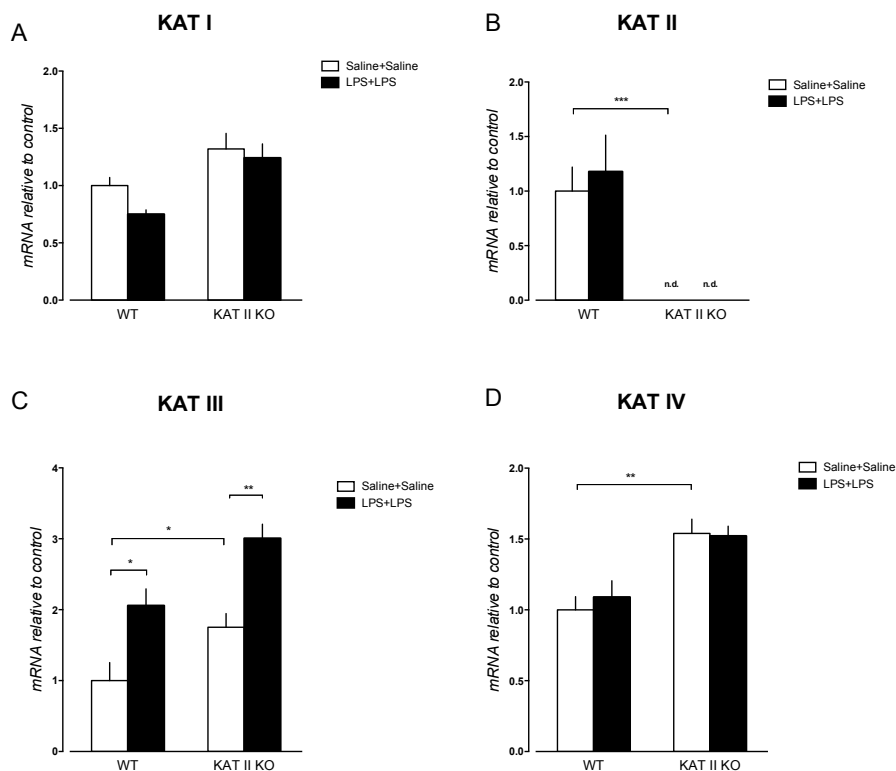 A
KAT I
Saline+Saline
LPS+LPS
mRNA relative to control
2.0
1.5
1.0
0.5
0.0
WT
KAT II KO
B
KAT II
Saline+Saline
LPS+LPS
mRNA relative to control
2.0
1.5
1.0
0.5
0.0
***
n.d.
n.d.
WT
KAT II KO
C
KAT III
Saline+Saline
LPS+LPS
mRNA relative to control
4
3
2
1
0
*
*
**
WT
KAT II KO
D
KAT IV
Saline+Saline
LPS+LPS
mRNA relative to control
2.0
1.5
1.0
0.5
0.0
**
WT
KAT II KO